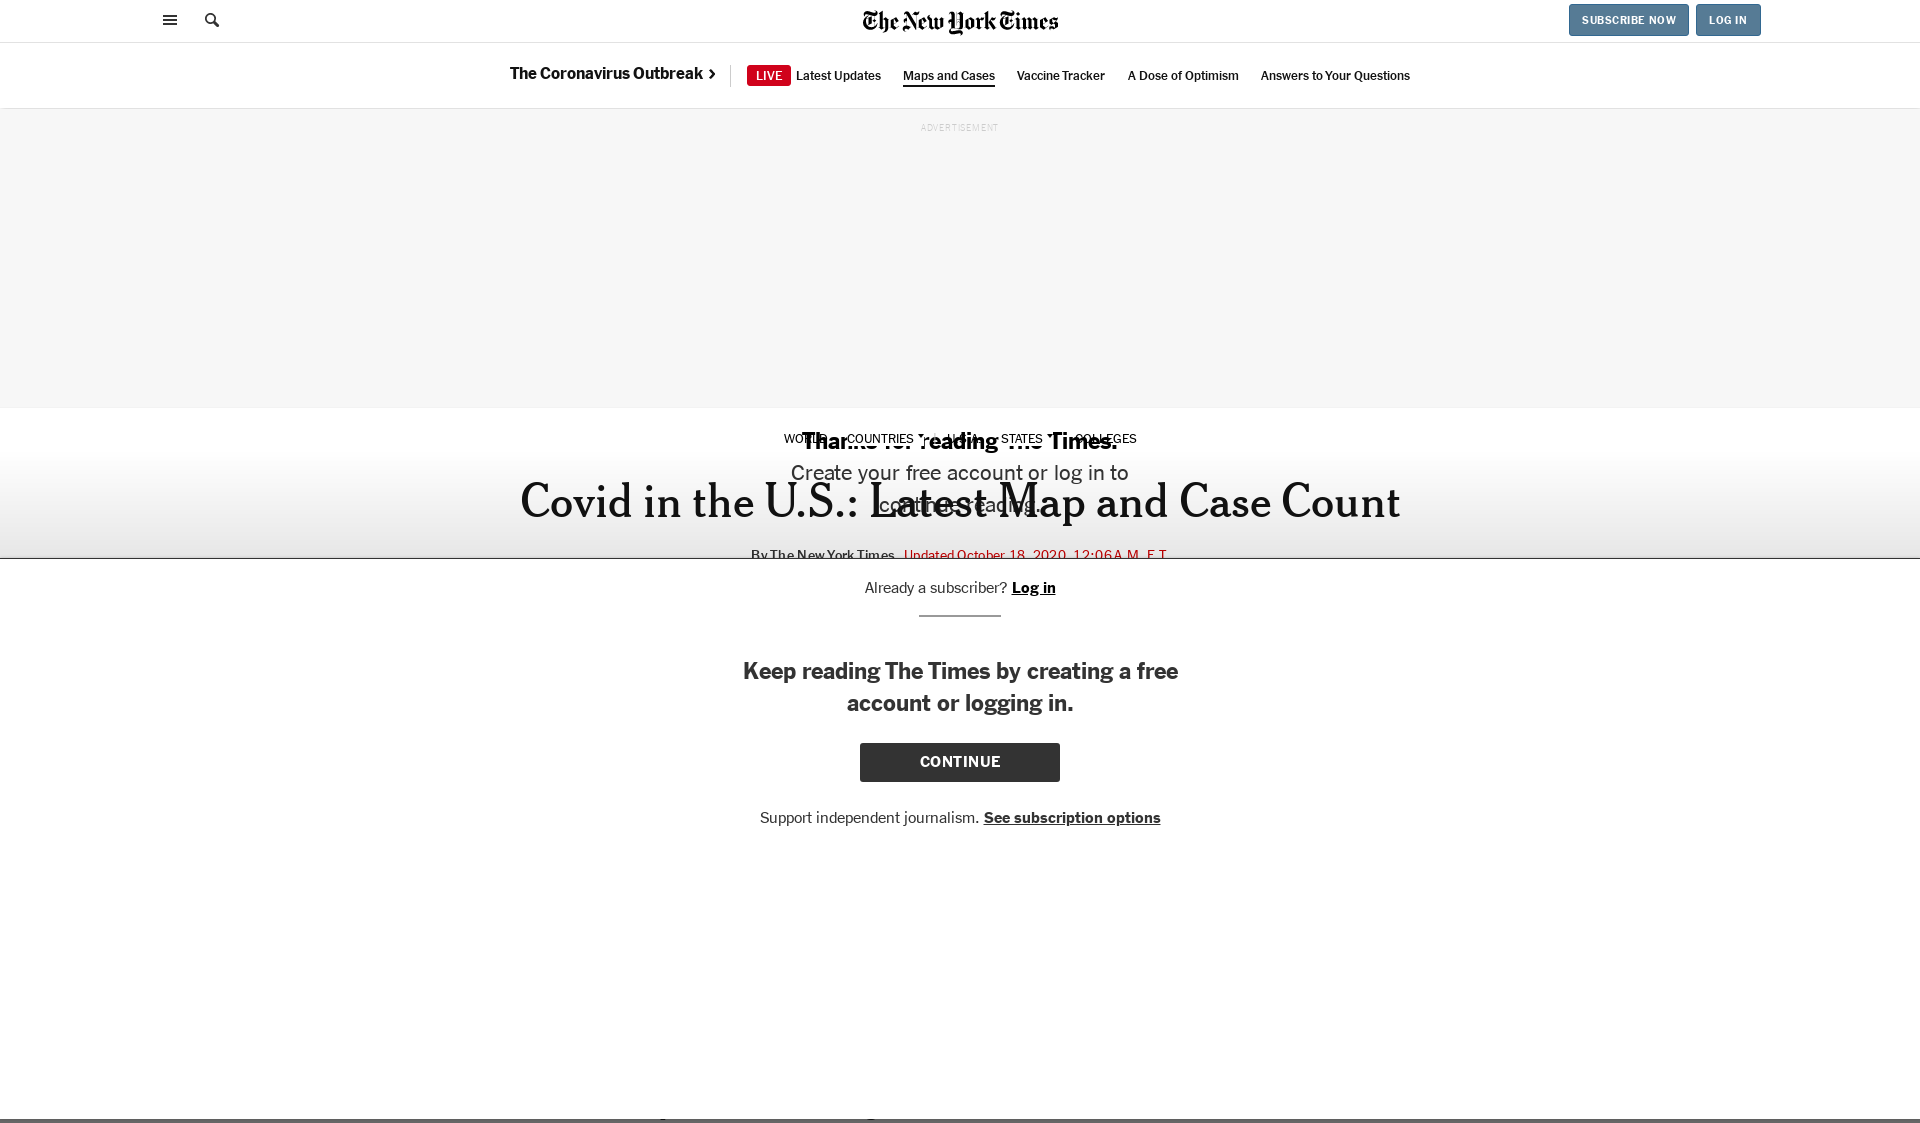 The New York Times
SUBSCRIBE NOW
LOG IN
The Coronavirus Outbreak ›
LIVE Latest Updates
Maps and Cases
Vaccine Tracker
A Dose of Optimism
Answers to Your Questions
ADVERTISEMENT
WORLD COUNTRIES U.S.A. STATES COLLEGES
Thanks for reading The Times.
Create your free account or log in to
continue reading.
Covid in the U.S.: Latest Map and Case Count
By The New York Times Updated October 18, 2020, 12:06 A.M. E.T.
Already a subscriber? Log in
Keep reading The Times by creating a free
account or logging in.
CONTINUE
Support independent journalism. See subscription options